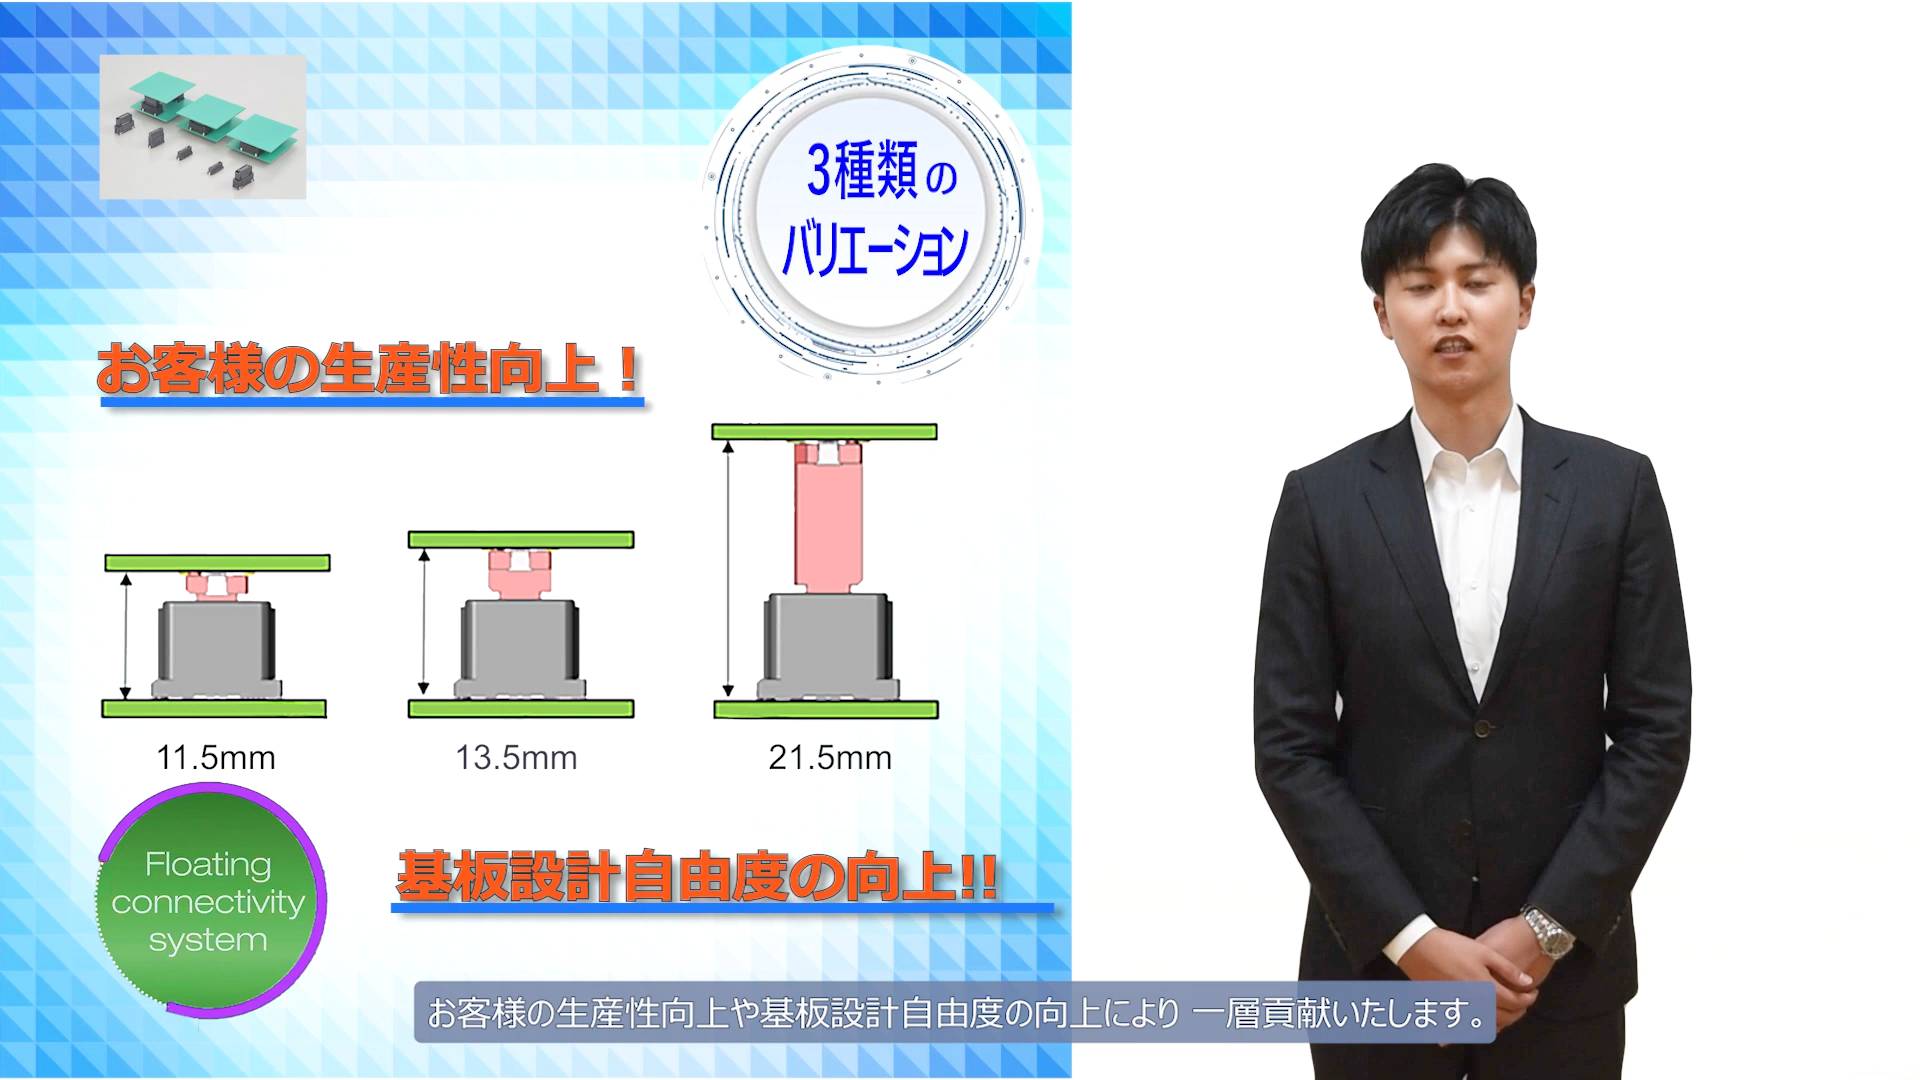 3種類の
バリエーション
お客様の生産性向上！
11.5mm
13.5mm
21.5mm
Floating
connectivity
system
基板設計自由度の向上!!
お客様の生産性向上や基板設計自由度の向上により 一層貢献いたします。